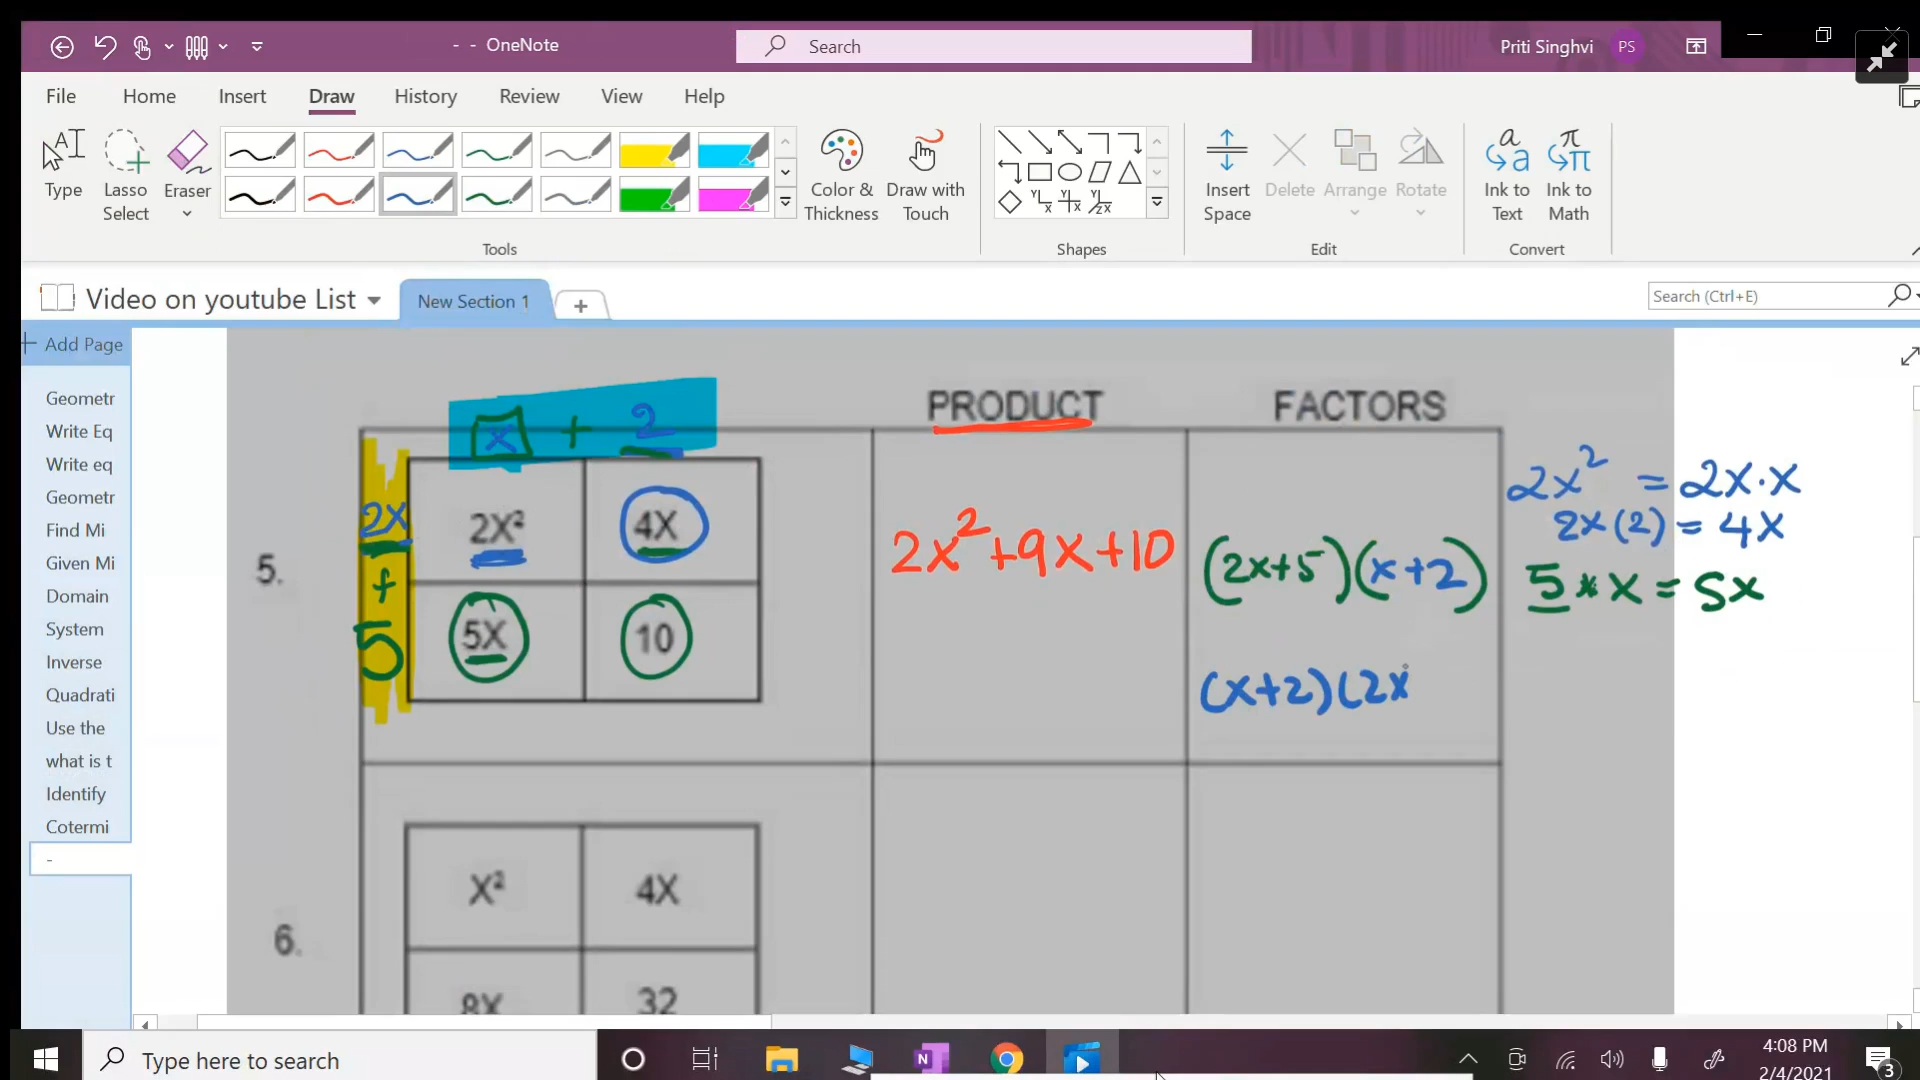 - - OneNote
Search
Priti Singhvi PS
File Home Insert Draw History Review View Help
Type
Lasso Select
Eraser
Color & Thickness
Draw with Touch
Insert Space
Delete
Arrange
Rotate
Ink to Text
Ink to Math
Tools
Shapes
Edit
Convert
Video on youtube List
New Section 1
Search (Ctrl+E)
Add Page
Geometr
Write Eq
Write eq
Geometr
Find Mi
Given Mi
Domain
System
Inverse
Quadrati
Use the
what is t
Identify
Cotermi
-
PRODUCT FACTORS
x + 2
2x + 5
5.
2X² 4X
5X 10
2x²+9x+10
(2x+5)(x+2)
(x+2)(2x
2x² = 2x·x
2x(2) = 4x
5*x=5x
6.
X² 4X
8X 32
Type here to search
4:08 PM
2/4/2021
3